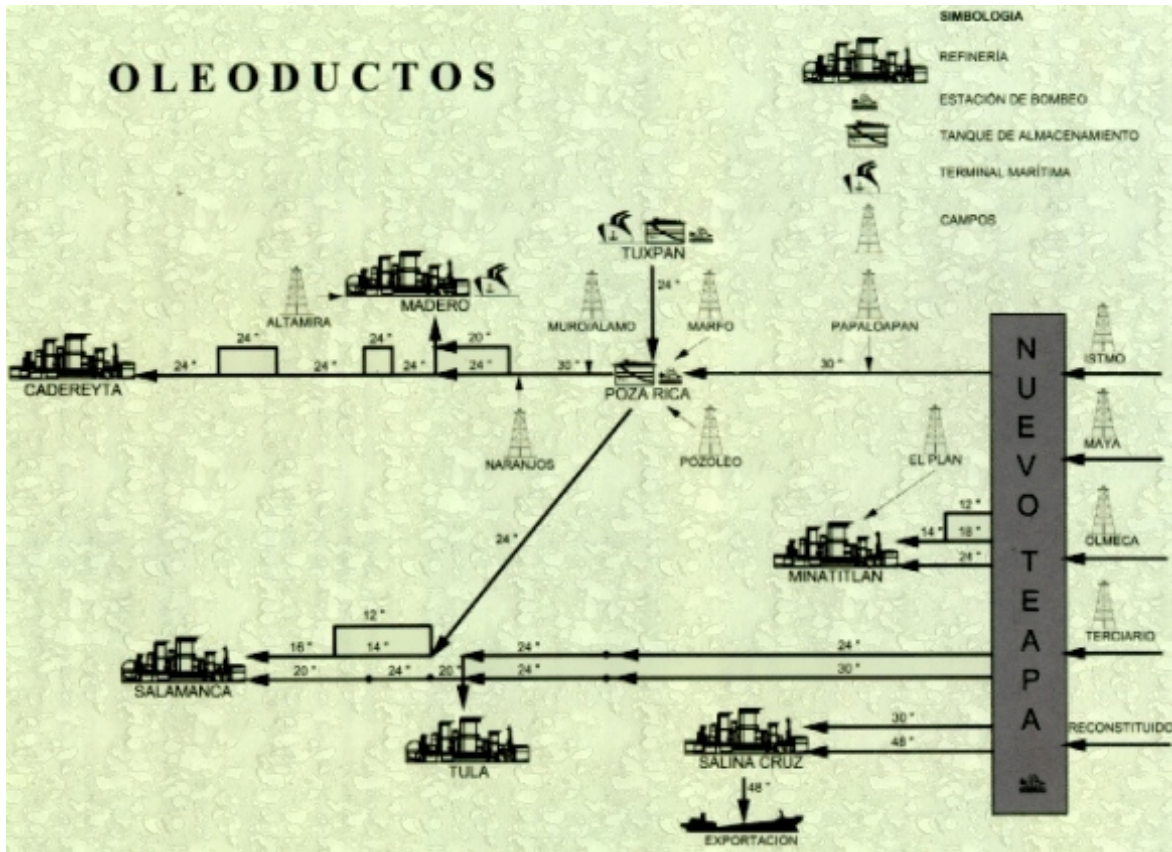 SIMBOLOGIA
REFINERÍA
OLEODUCTOS
ESTACIÓN DE BOMBEO
TANQUE DE ALMACENAMIENTO
TERMINAL MARÍTIMA
CAMPOS
TUXPAN
24"
ALTAMIRA
MADERO
MURO/ALAMO
MARFO
PAPALOAPAN
ISTMO
24"
24"
20"
24"
24"
24"
24"
30"
30"
CADEREYTA
POZA RICA
NARANJOS
POZOLEO
EL PLAN
MAYA
NUEVO TEAPA
12"
14"
18"
24"
MINATITLAN
OLMECA
24"
12"
16"
14"
24"
24"
TERCIARIO
20"
24"
20"
24"
30"
SALAMANCA
TULA
30"
48"
SALINA CRUZ
RECONSTITUIDO
48"
EXPORTACION